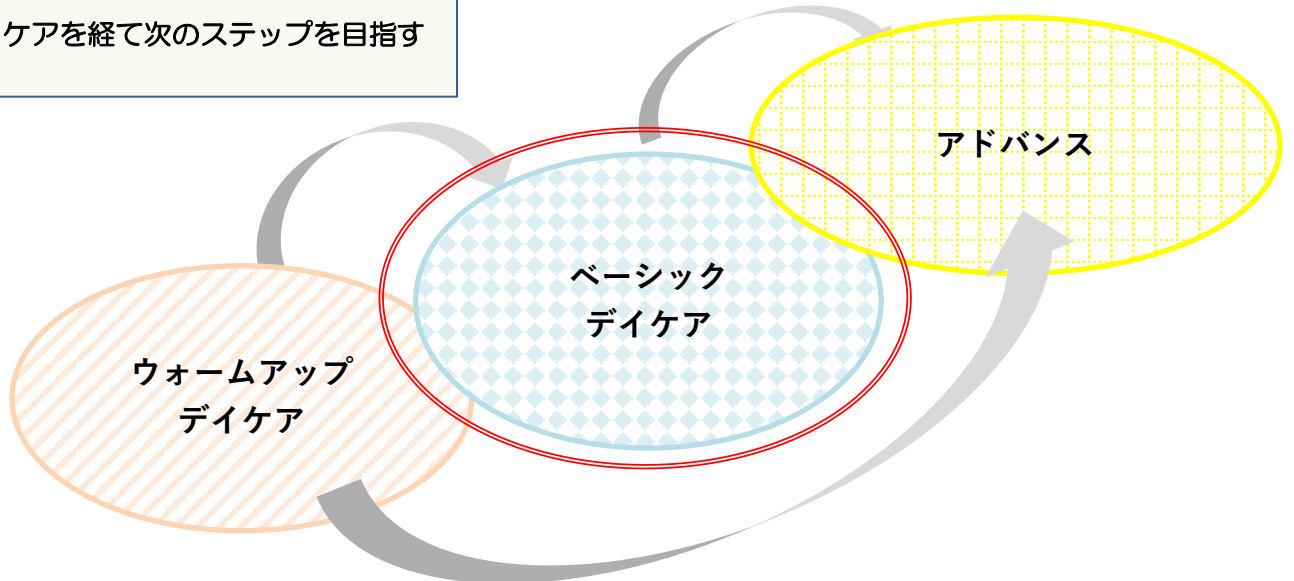 ケアを経て次のステップを目指す
アドバンス
ベーシック
デイケア
ウォームアップ
デイケア